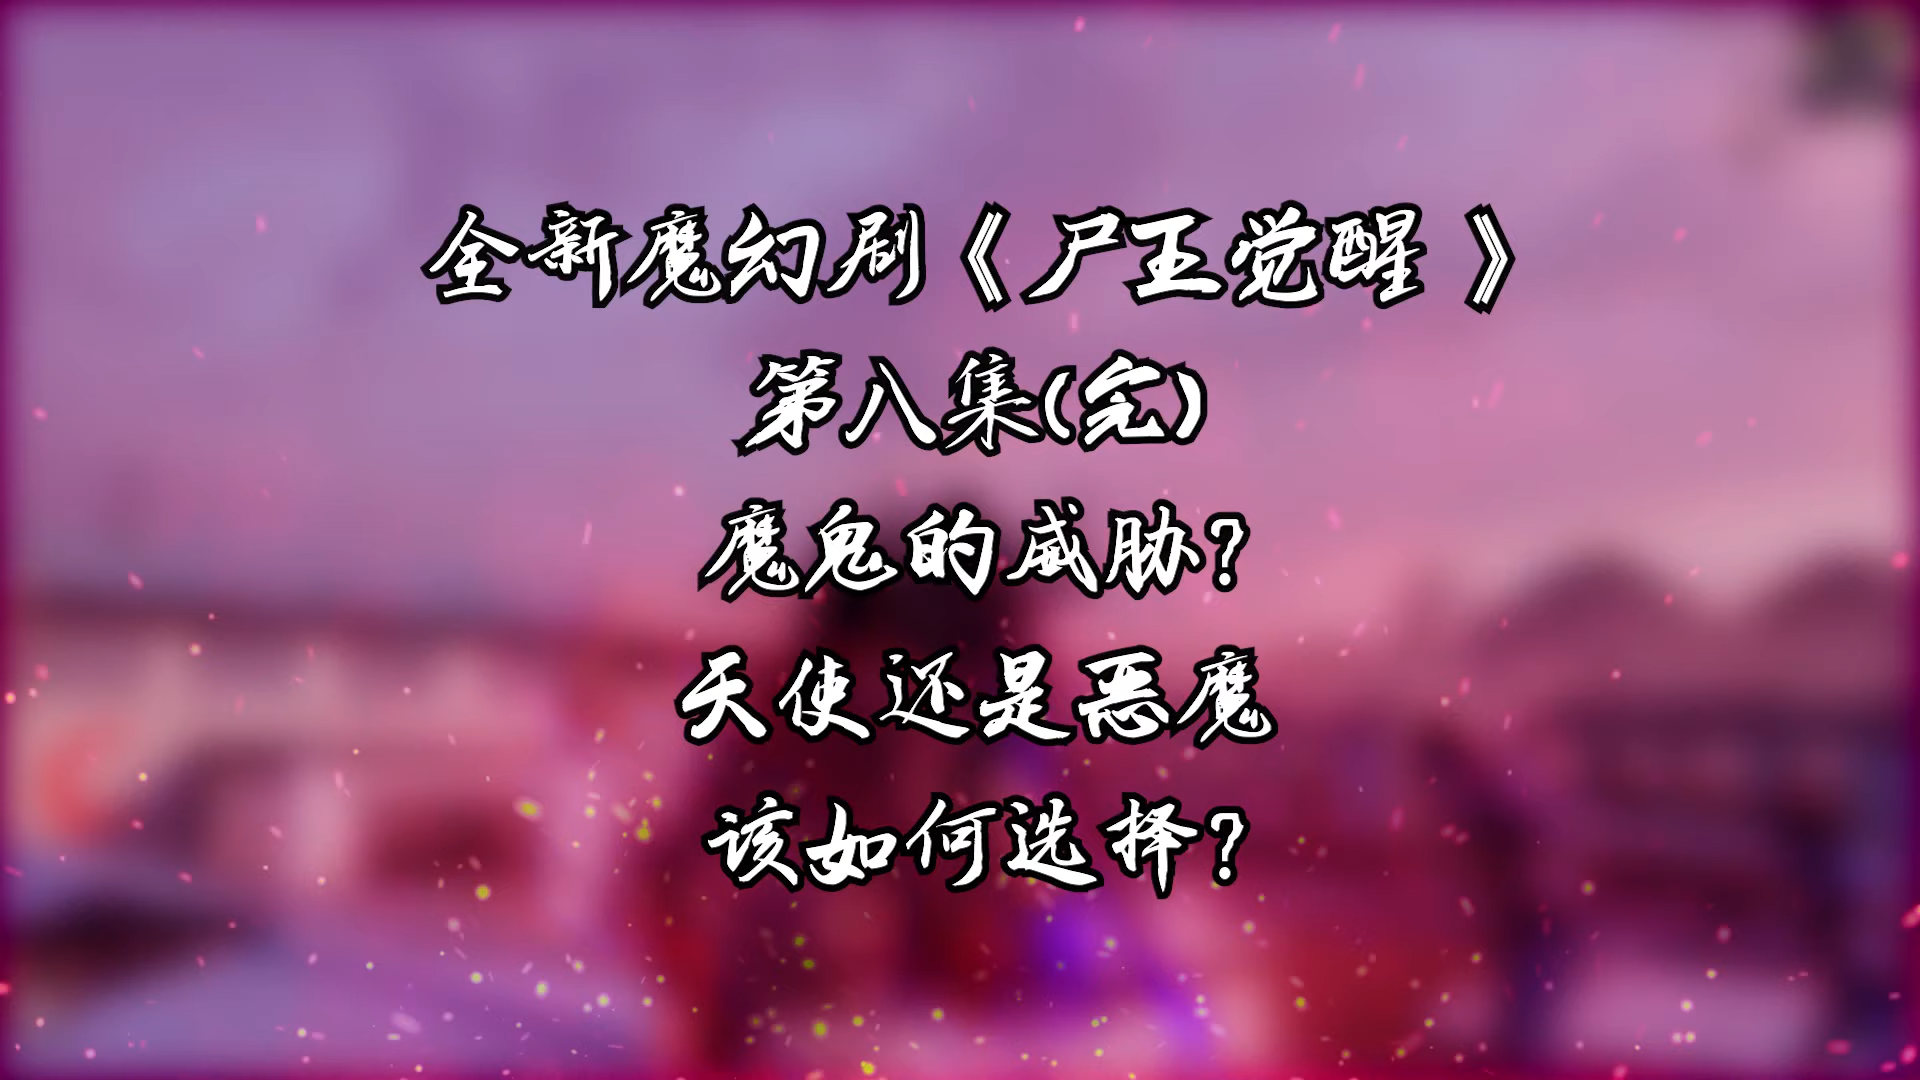 全新魔幻剧《尸王觉醒 》
第八集(完)
魔鬼的威胁?
天使还是恶魔
该如何选择?